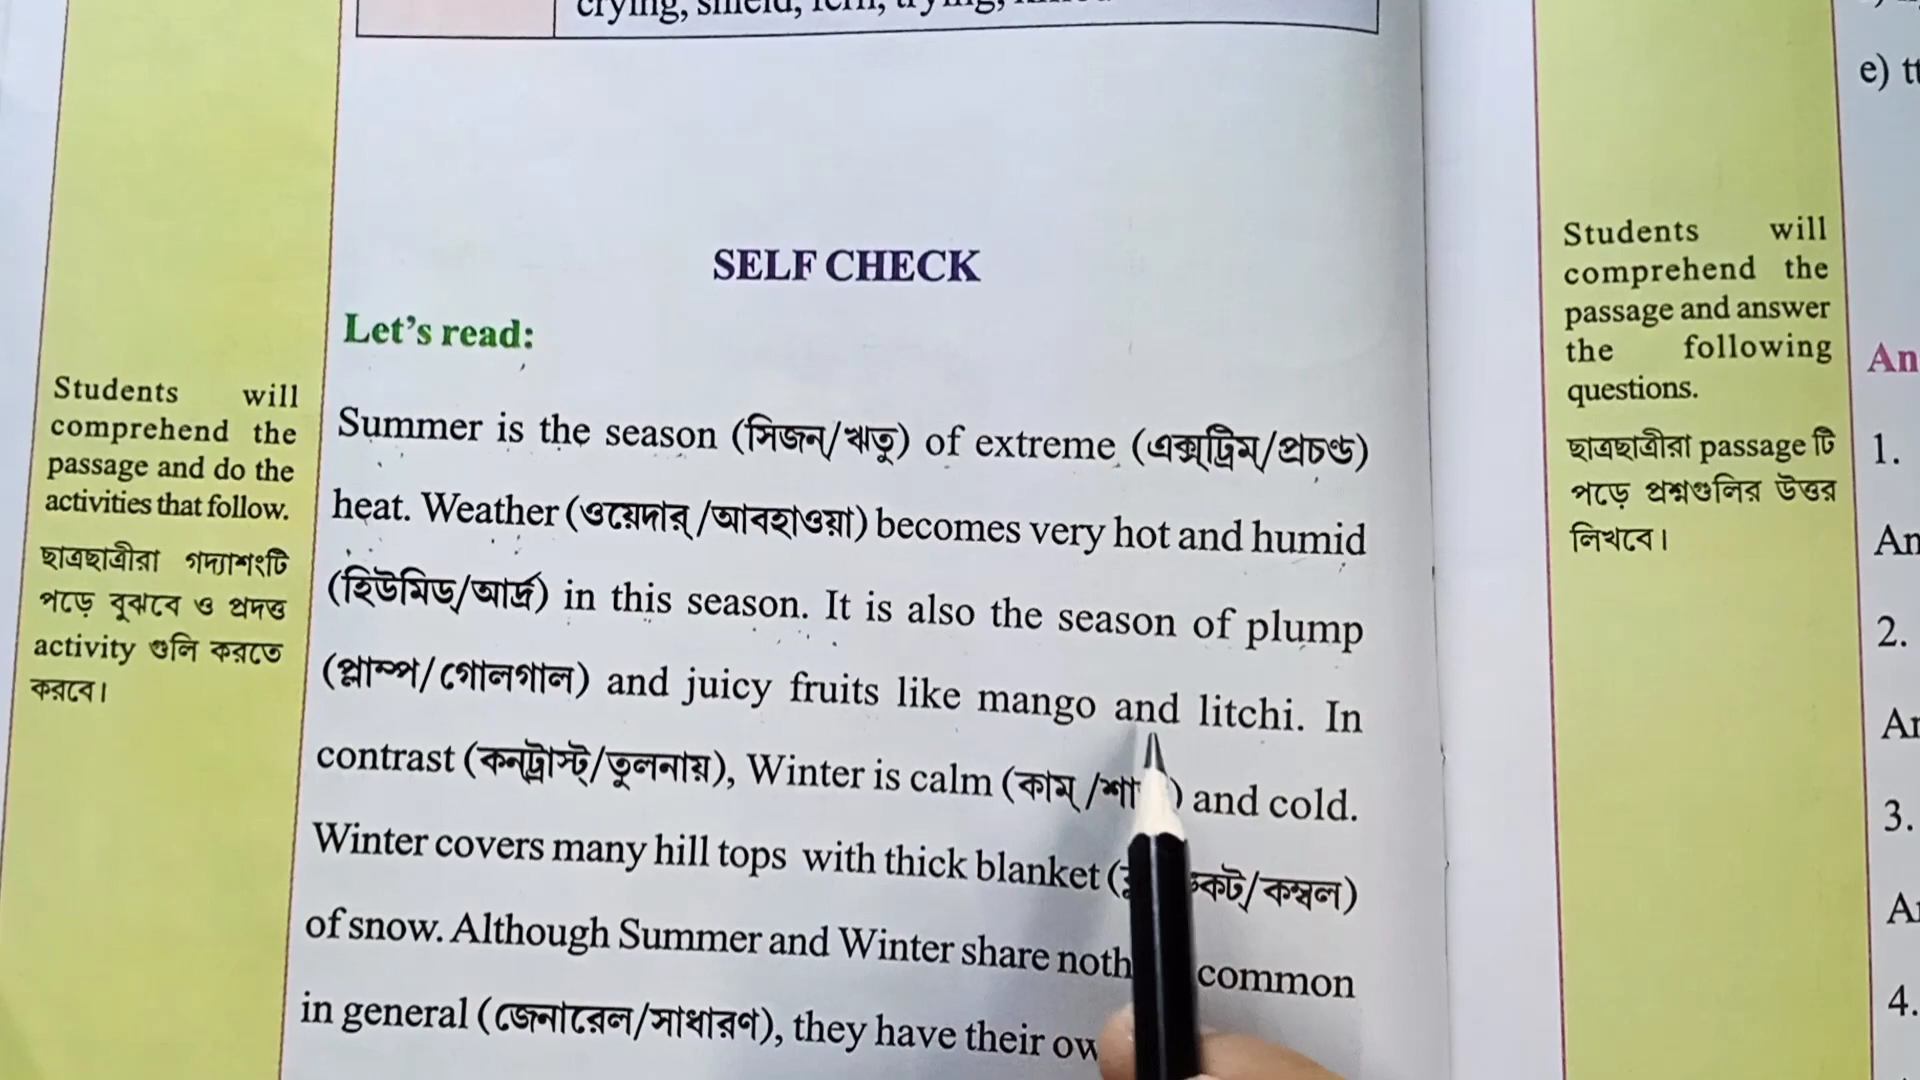 SELF CHECK
Let's read:
Summer is the season (সিজন্/ঋতু) of extreme (এক্সট্রিম্/প্রচণ্ড)
heat. Weather (ওয়েদার্ /আবহাওয়া) becomes very hot and humid
(হিউমিড্/আর্দ্র) in this season. It is also the season of plump
(প্লাম্প/গোলগাল) and juicy fruits like mango and litchi. In
contrast (কনট্রাস্ট্/তুলনায়), Winter is calm (কাম্ / ) and cold.
Winter covers many hill tops with thick blanket ( /কম্বল)
of snow. Although Summer and Winter share common
in general (জেনারেল/সাধারণ), they have their
Students will
comprehend the
passage and do the
activities that follow.
ছাত্রছাত্রীরা গদ্যাশংটি
পড়ে বুঝবে ও প্রদত্ত
activity গুলি করতে
করবে।
Students will
comprehend the
passage and answer
the following
questions.
ছাত্রছাত্রীরা passage টি
পড়ে প্রশ্নগুলির উত্তর
লিখবে।
e)
1.
2.
3.
4.